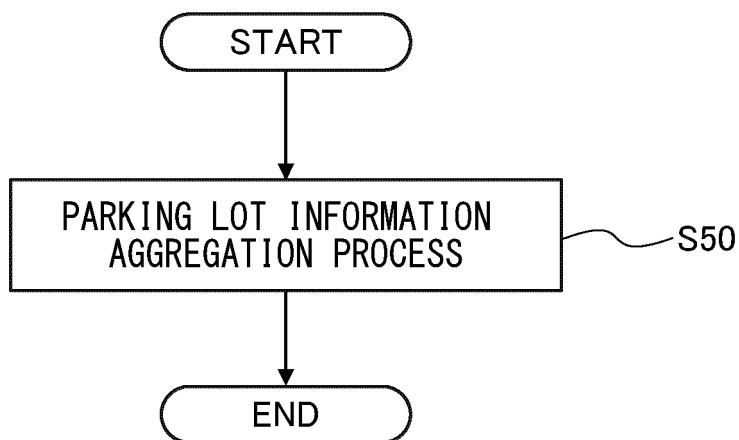 START
PARKING LOT INFORMATION
AGGREGATION PROCESS
S50
END